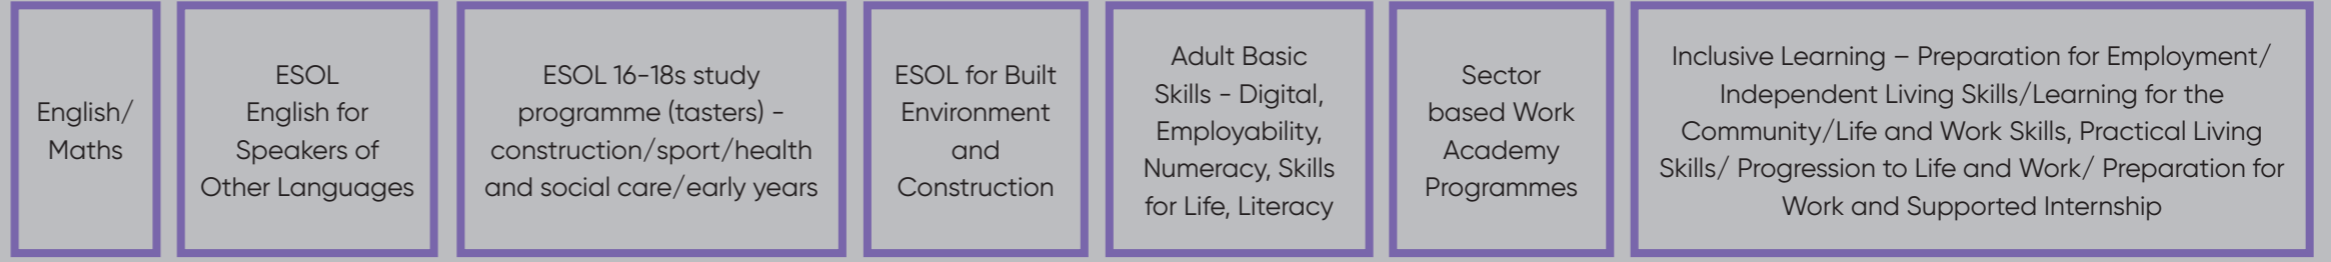 English/
Maths
ESOL
English for
Speakers of
Other Languages
ESOL 16-18s study
programme (tasters) -
construction/sport/health
and social care/early years
ESOL for Built
Environment
and
Construction
Adult Basic
Skills - Digital,
Employability,
Numeracy, Skills
for Life, Literacy
Sector
based Work
Academy
Programmes
Inclusive Learning – Preparation for Employment/
Independent Living Skills/Learning for the
Community/Life and Work Skills, Practical Living
Skills/ Progression to Life and Work/ Preparation for
Work and Supported Internship